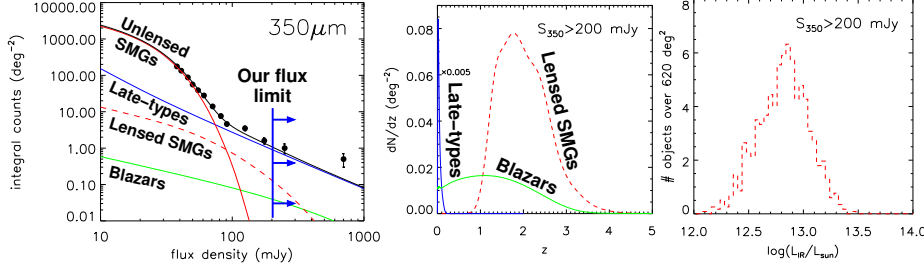 350μm
Unlensed
SMGs
Our flux
limit
Late-types
Lensed SMGs
Blazars
integral counts (deg⁻²)
10000.00
1000.00
100.00
10.00
1.00
0.10
0.01
10
100
1000
flux density (mJy)
S₃₅₀>200 mJy
×0.005
Late-types
Lensed SMGs
Blazars
dN/dz (deg⁻²)
0.08
0.06
0.04
0.02
0.00
0
1
2
3
4
5
z
S₃₅₀>200 mJy
# objects over 620 deg²
8
6
4
2
0
12.0
12.5
13.0
13.5
14.0
log(L_IR/L_sun)